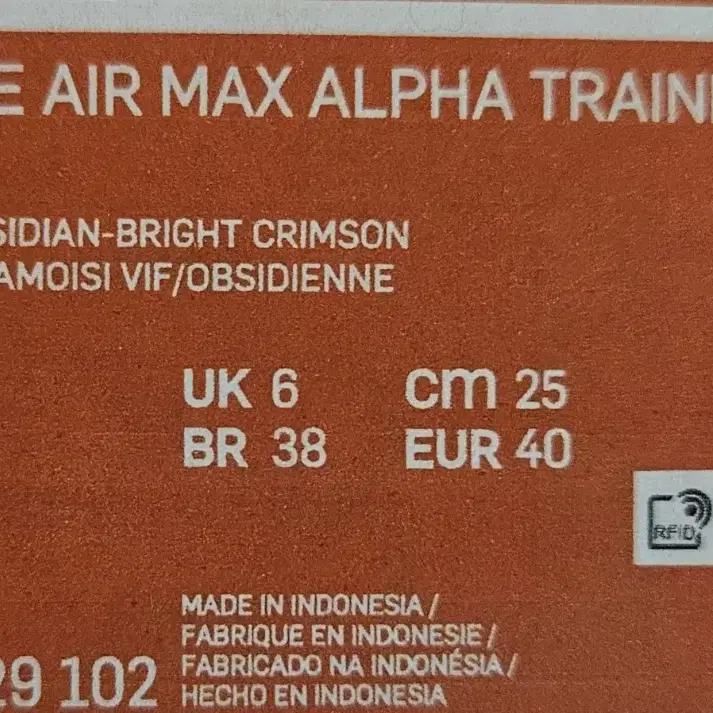 E AIR MAX ALPHA TRAIN
SIDIAN-BRIGHT CRIMSON
AMOISI VIF/OBSIDIENNE
UK 6 cm 25
BR 38 EUR 40
RFID
MADE IN INDONESIA /
FABRIQUE EN INDONESIE /
FABRICADO NA INDONÉSIA /
HECHO EN INDONESIA
29 102